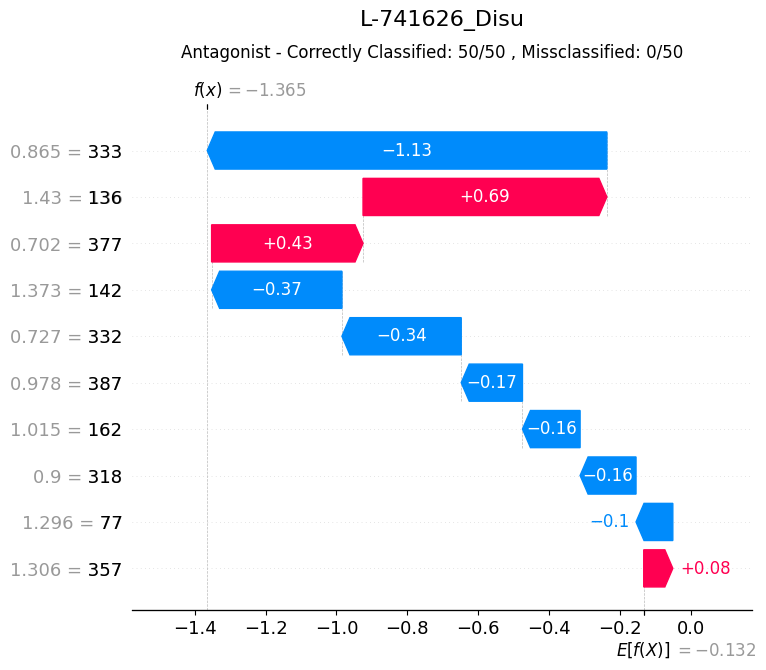 L-741626_Disu
Antagonist - Correctly Classified: 50/50 , Missclassified: 0/50
f(x) = −1.365
0.865 = 333
−1.13
1.43 = 136
+0.69
0.702 = 377
+0.43
1.373 = 142
−0.37
0.727 = 332
−0.34
0.978 = 387
−0.17
1.015 = 162
−0.16
0.9 = 318
−0.16
1.296 = 77
−0.1
1.306 = 357
+0.08
−1.4 −1.2 −1.0 −0.8 −0.6 −0.4 −0.2 0.0
E[f(X)] = −0.132